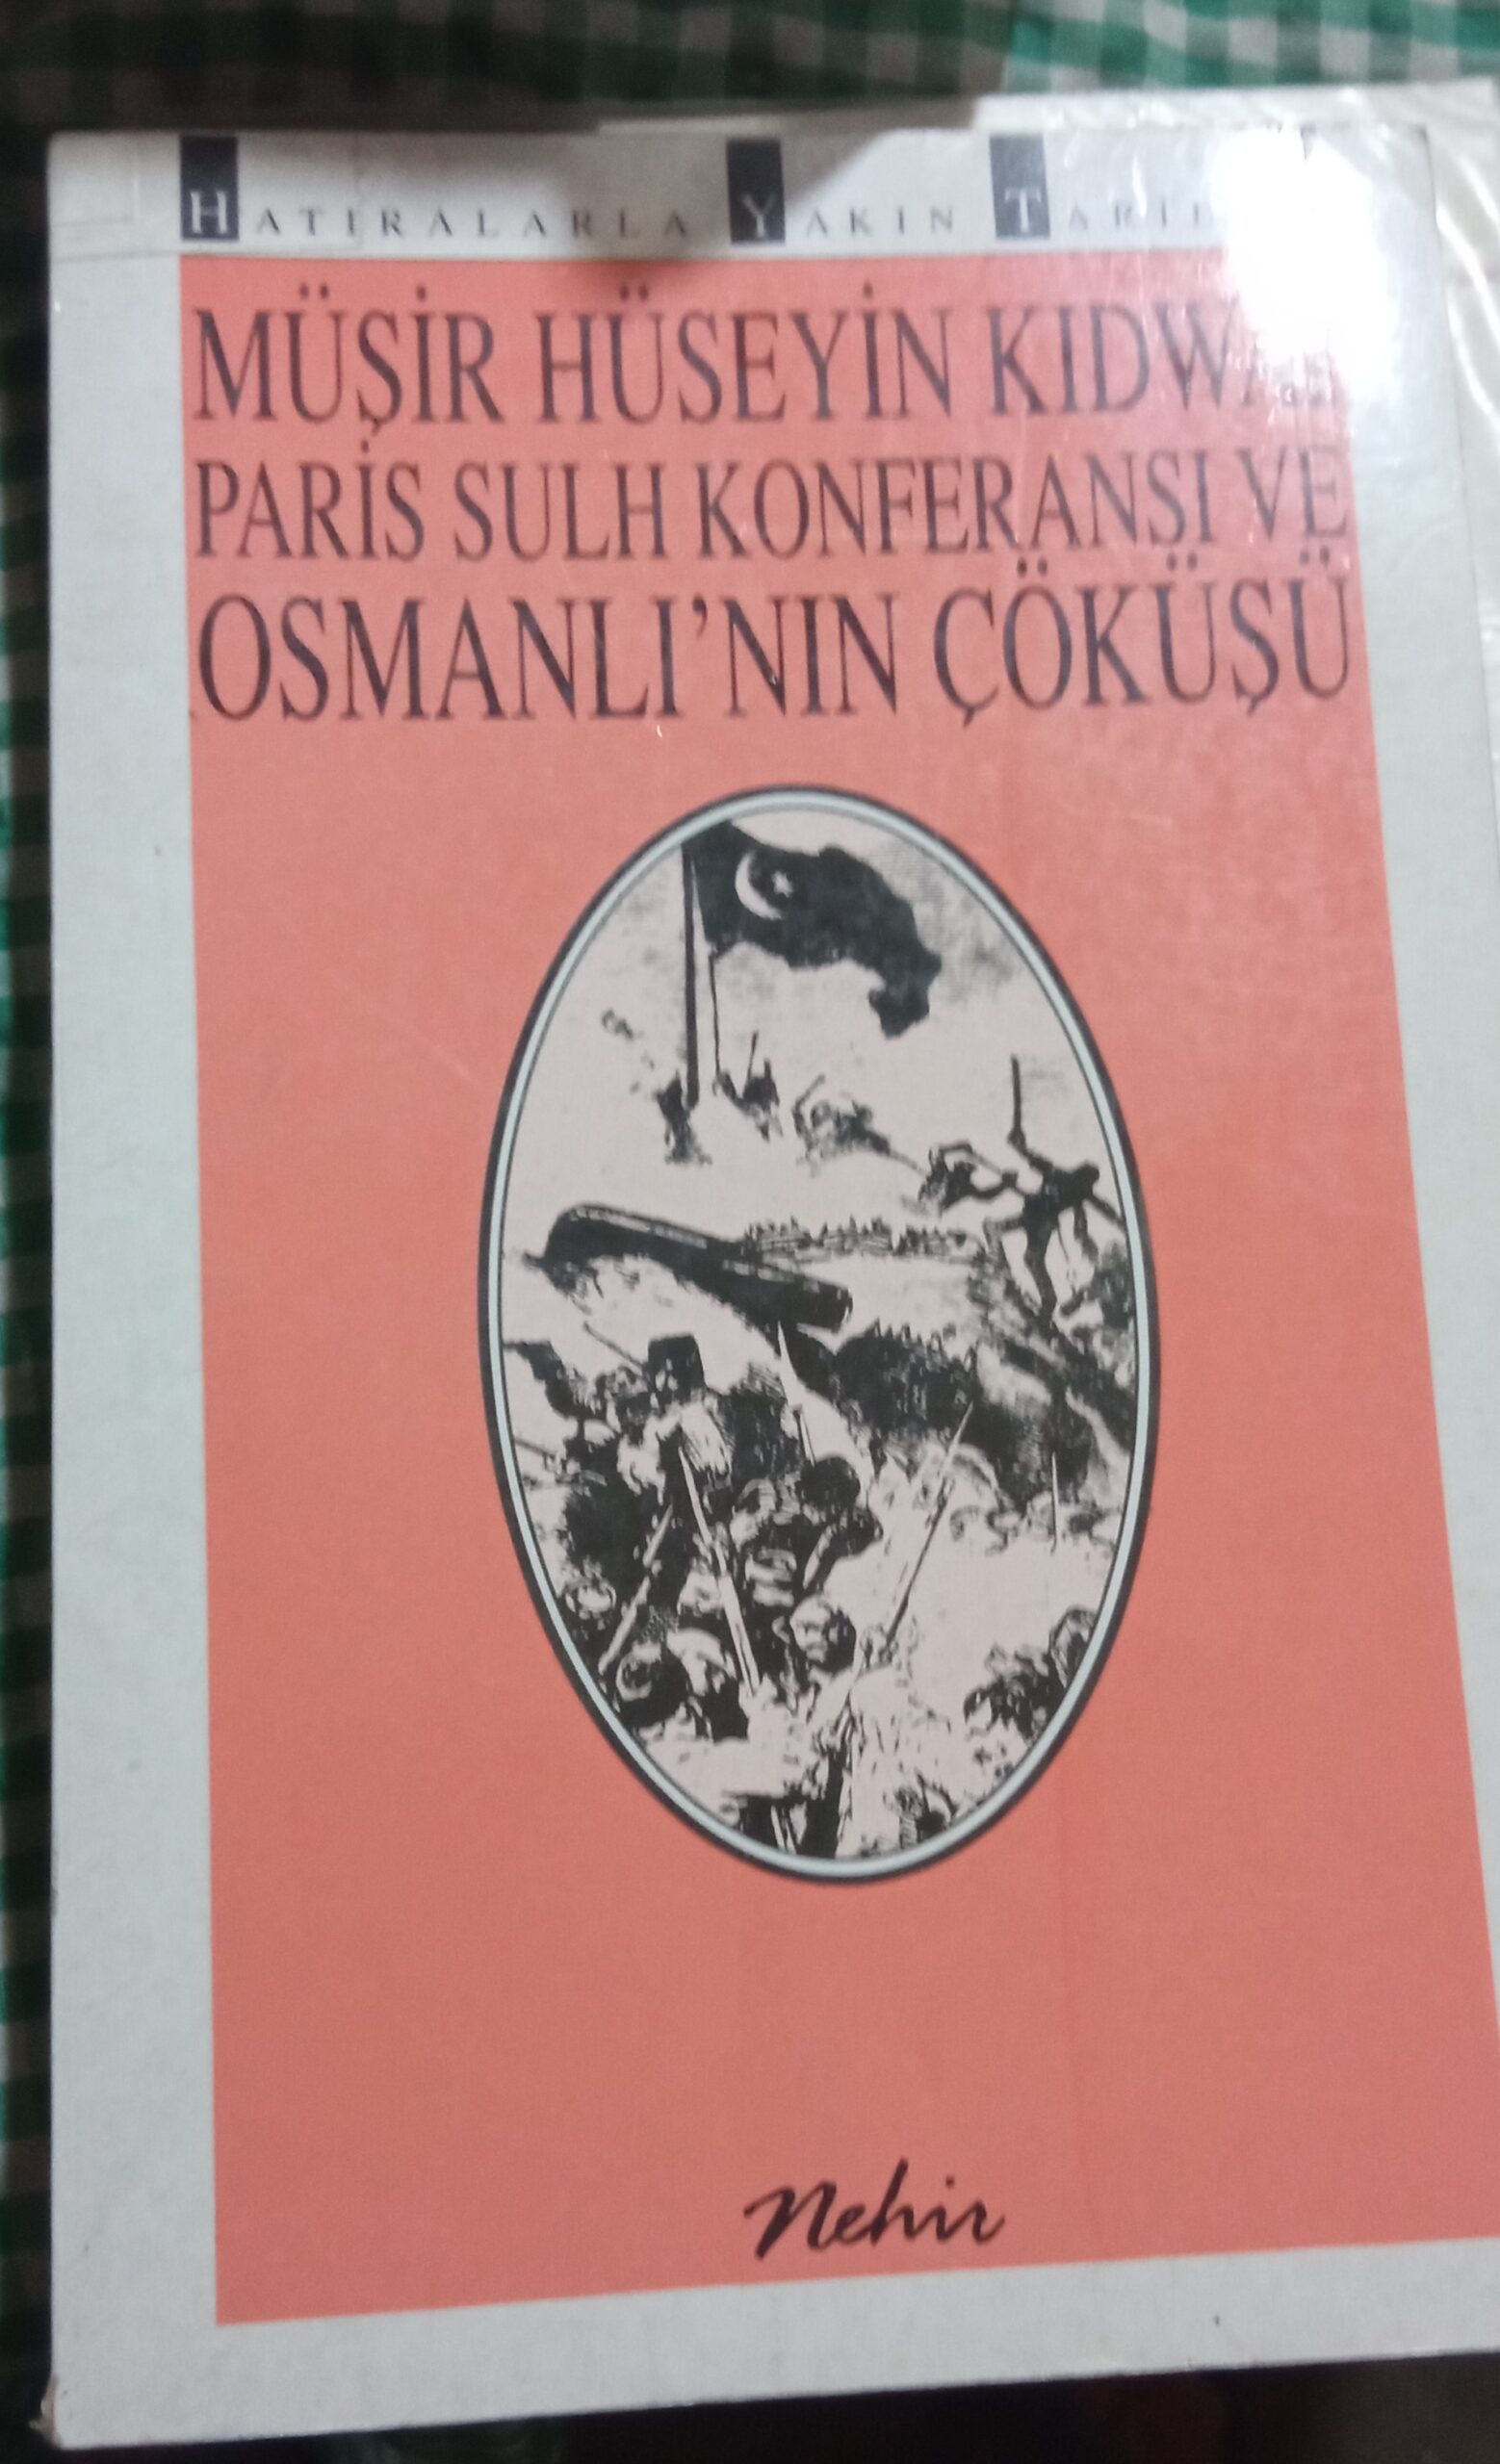 HATIRALARLA YAKIN
MÜŞİR HÜSEYİN
PARİS SULH KONFERANSI VE
OSMANLI'NIN ÇÖKÜŞÜ
Nehir